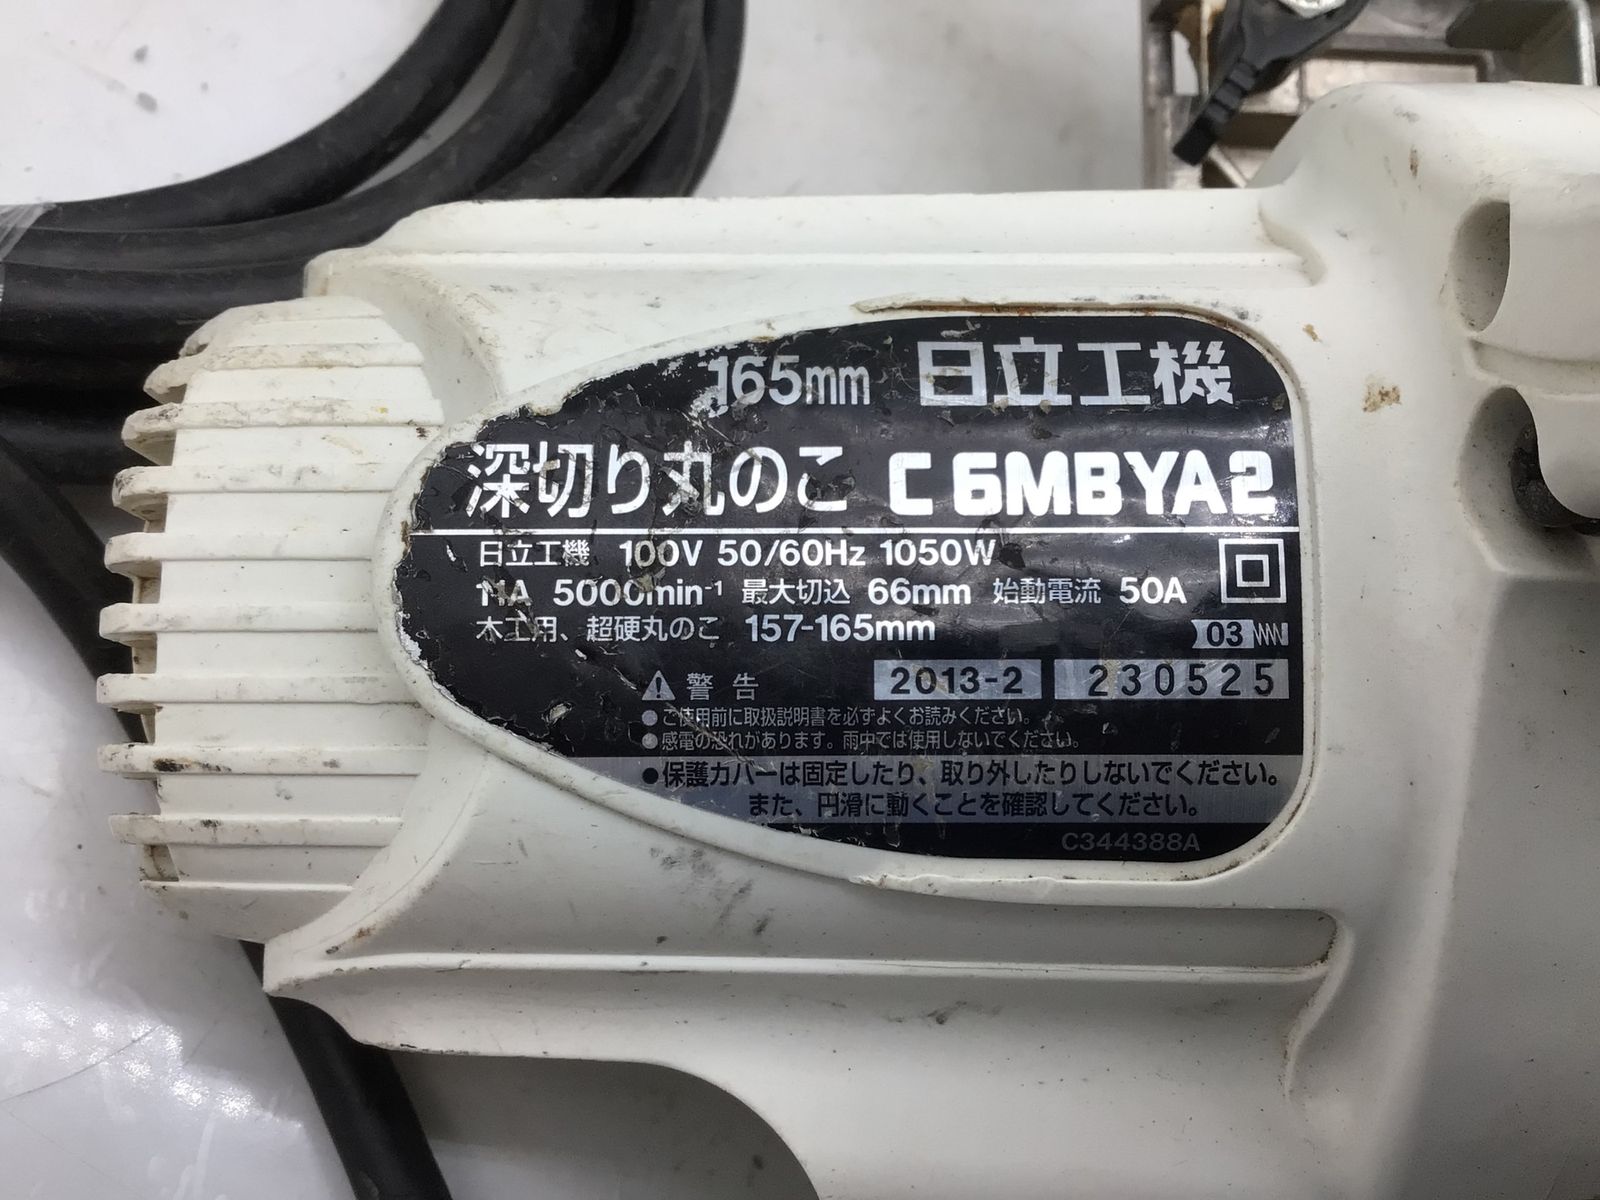 165mm 日立工機
深切り丸のこ C 6MBYA2
日立工機 100V 50/60Hz 1050W
11A 5000min-1 最大切込 66mm 始動電流 50A
木工用、超硬丸のこ 157-165mm
03
警告 2013-2 230525
●ご使用前に取扱説明書を必ずよくお読みください。
●感電の恐れがあります。雨中では使用しないでください。
●保護カバーは固定したり、取り外したりしないでください。
また、円滑に動くことを確認してください。
C344388A